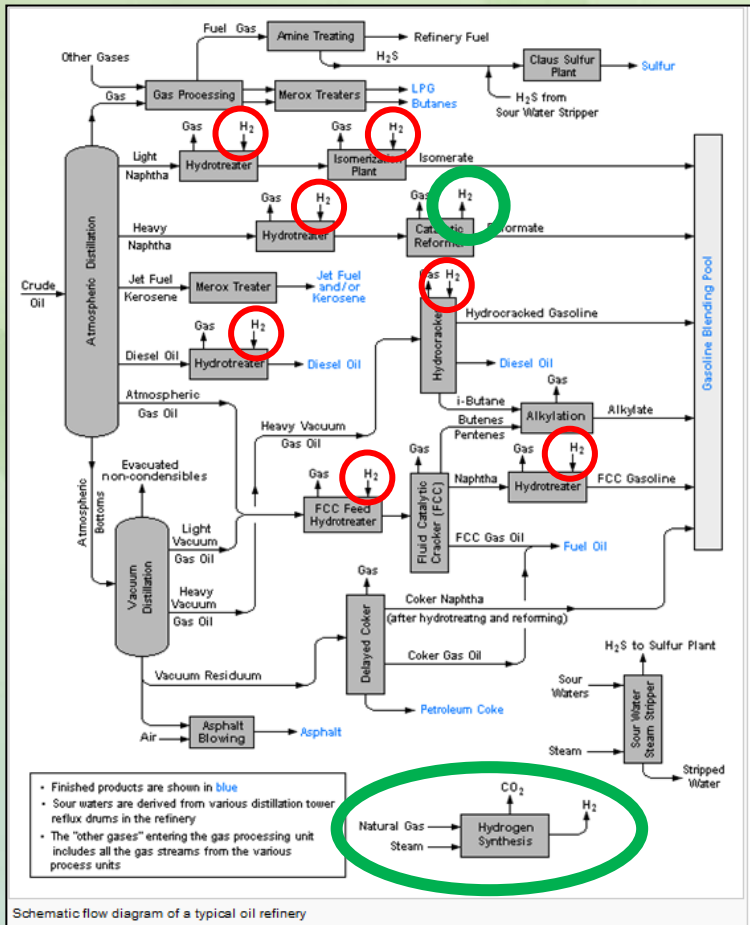 Fuel Gas
Amine Treating
Refinery Fuel
Other Gases
H2S
Claus Sulfur
Plant
Sulfur
Gas
Gas Processing
Merox Treaters
LPG
Butanes
H2S from
Sour Water Stripper
Gas
H2
Gas
H2
Light
Naphtha
Hydrotreater
Isomerization
Plant
Isomerate
Gas
H2
Gas
H2
Heavy
Naphtha
Hydrotreater
Catalytic
Reformer
Reformate
Atmospheric Distillation
Crude
Oil
Jet Fuel
Kerosene
Merox Treater
Jet Fuel
and/or
Kerosene
Gas
H2
Hydrocracker
Hydrocracked Gasoline
Gasoline Blending Pool
Gas
H2
Diesel Oil
Hydrotreater
Diesel Oil
Diesel Oil
Gas
Atmospheric
Gas Oil
i-Butane
Butenes
Pentenes
Alkylation
Alkylate
Heavy Vacuum
Gas Oil
Atmospheric
Bottoms
Evacuated
non-condensibles
Gas
H2
Gas
Gas
H2
Naphtha
Hydrotreater
FCC Gasoline
FCC Feed
Hydrotreater
Fluid Catalytic
Cracker (FCC)
Light
Vacuum
Gas Oil
FCC Gas Oil
Fuel Oil
Vacuum
Distillation
Heavy
Vacuum
Gas Oil
Gas
Delayed Coker
Coker Naphtha
(after hydrotreatng and reforming)
Coker Gas Oil
Vacuum Residuum
Petroleum Coke
H2S to Sulfur Plant
Sour
Waters
Sour Water
Steam Stripper
Steam
Stripped
Water
Air
Asphalt
Blowing
Asphalt
• Finished products are shown in blue
• Sour waters are derived from various distillation tower
reflux drums in the refinery
• The "other gases" entering the gas processing unit
includes all the gas streams from the various
process units
CO2
H2
Natural Gas
Steam
Hydrogen
Synthesis
Schematic flow diagram of a typical oil refinery